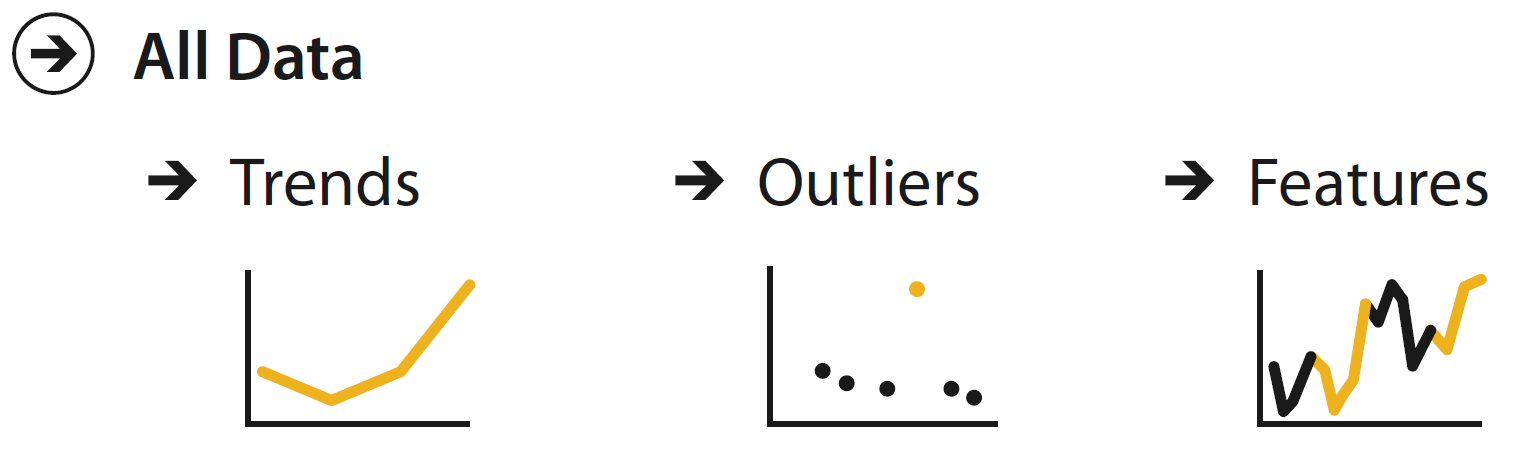 All Data
Trends
Outliers
Features